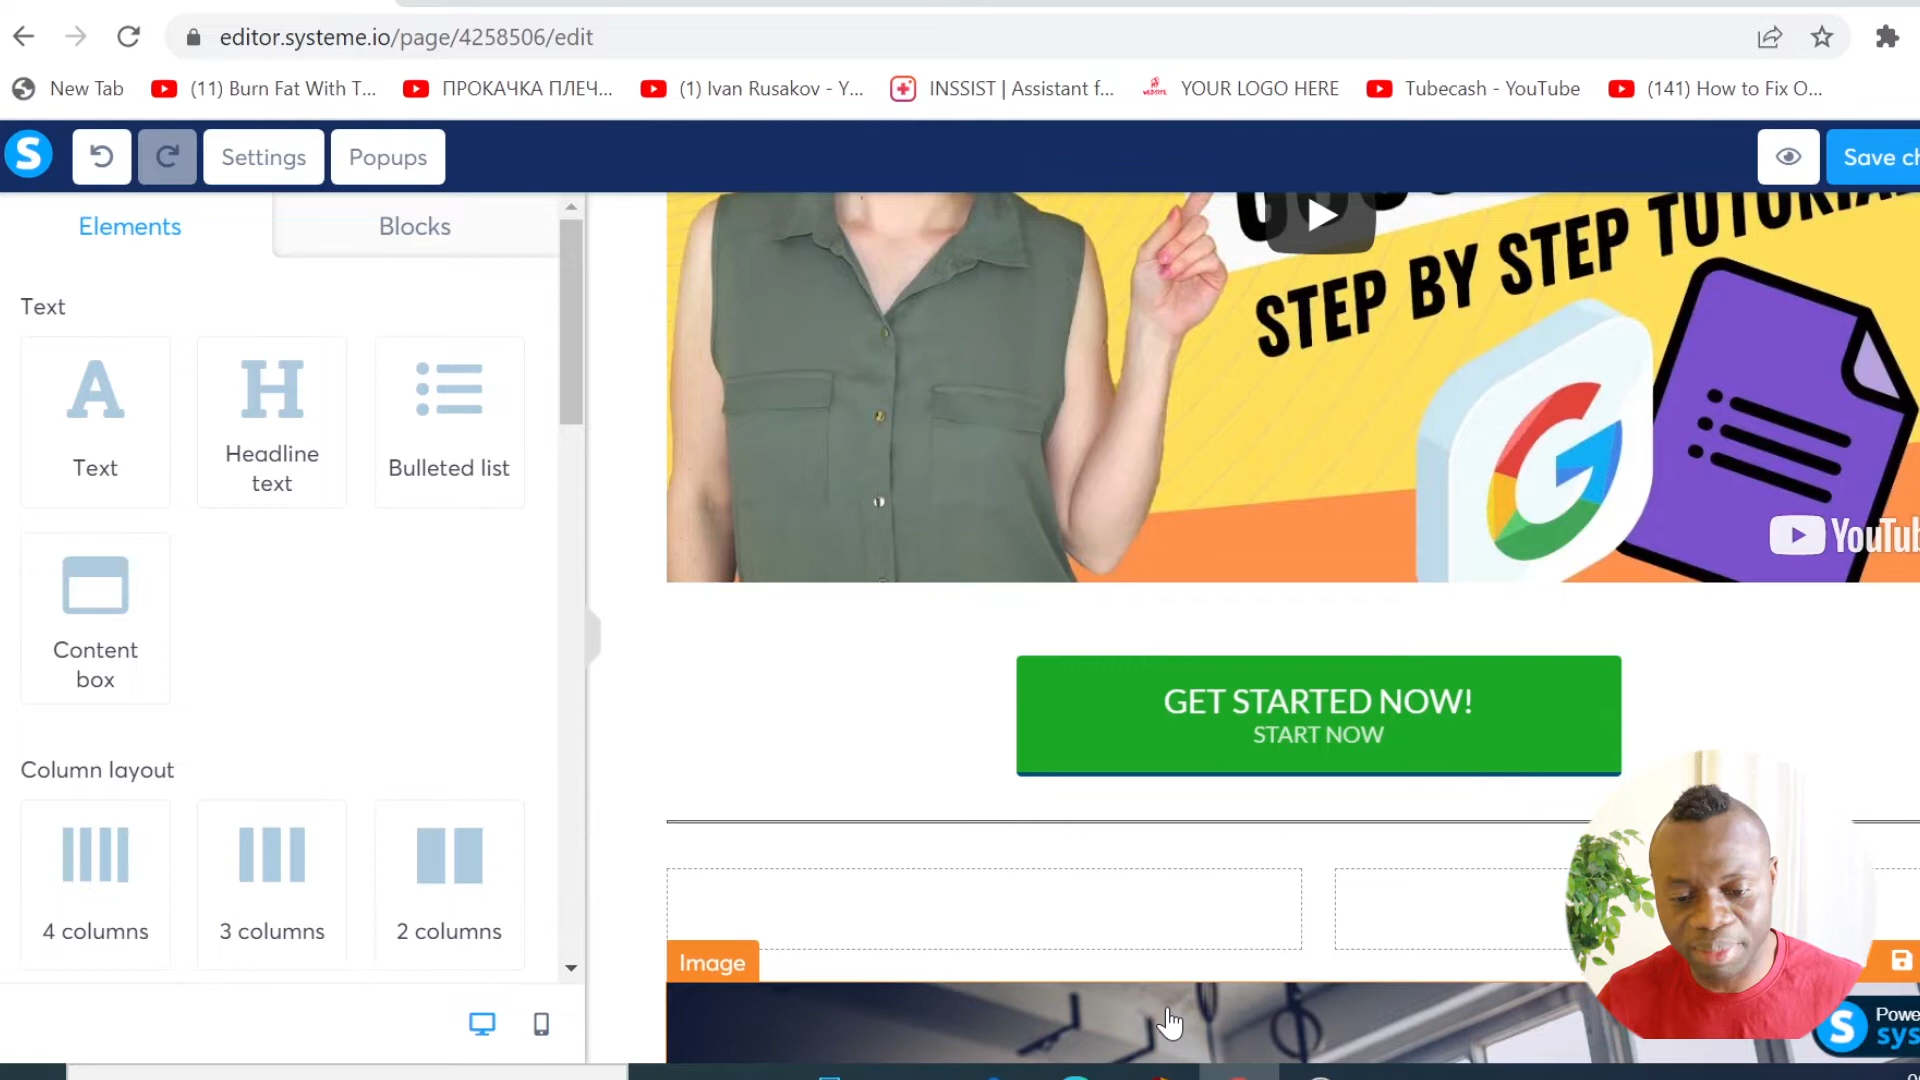 editor.systeme.io/page/4258506/edit
New Tab
(11) Burn Fat With T...
ПРОКАЧКА ПЛЕЧ...
(1) Ivan Rusakov - Y...
INSSIST | Assistant f...
YOUR LOGO HERE
Tubecash - YouTube
(141) How to Fix O...
S
Settings
Popups
Save ch
Elements
Blocks
STEP BY STEP TUTORIA
YouTub
Text
A
Text
H
Headline
text
Bulleted list
Content
box
GET STARTED NOW!
START NOW
Column layout
4 columns
3 columns
2 columns
Image
S
Powe
sys